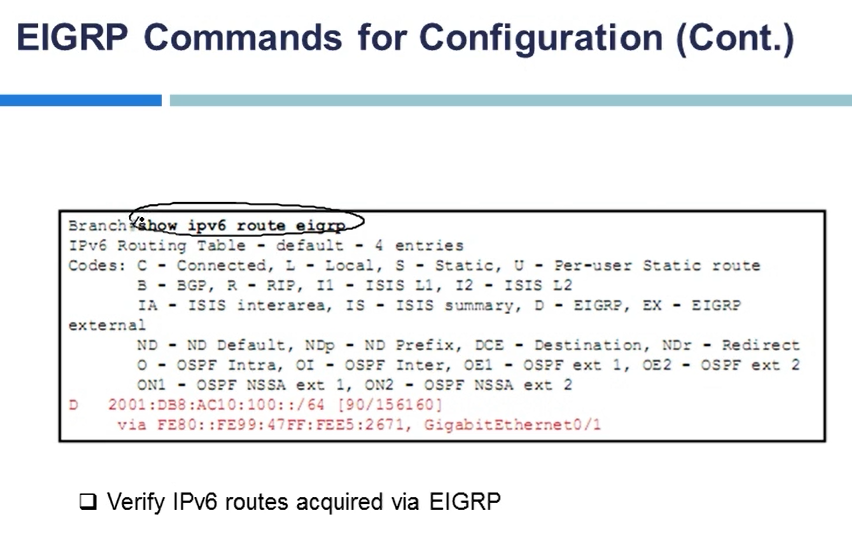 EIGRP Commands for Configuration (Cont.)
Branch#show ipv6 route eigrp
IPv6 Routing Table - default - 4 entries
Codes: C - Connected, L - Local, S - Static, U - Per-user Static route
B - BGP, R - RIP, I1 - ISIS L1, I2 - ISIS L2
IA - ISIS interarea, IS - ISIS summary, D - EIGRP, EX - EIGRP
external
ND - ND Default, NDp - ND Prefix, DCE - Destination, NDr - Redirect
O - OSPF Intra, OI - OSPF Inter, OE1 - OSPF ext 1, OE2 - OSPF ext 2
ON1 - OSPF NSSA ext 1, ON2 - OSPF NSSA ext 2
D 2001:DB8:AC10:100::/64 [90/156160]
via FE80::FE99:47FF:FEE5:2671, GigabitEthernet0/1
Verify IPv6 routes acquired via EIGRP